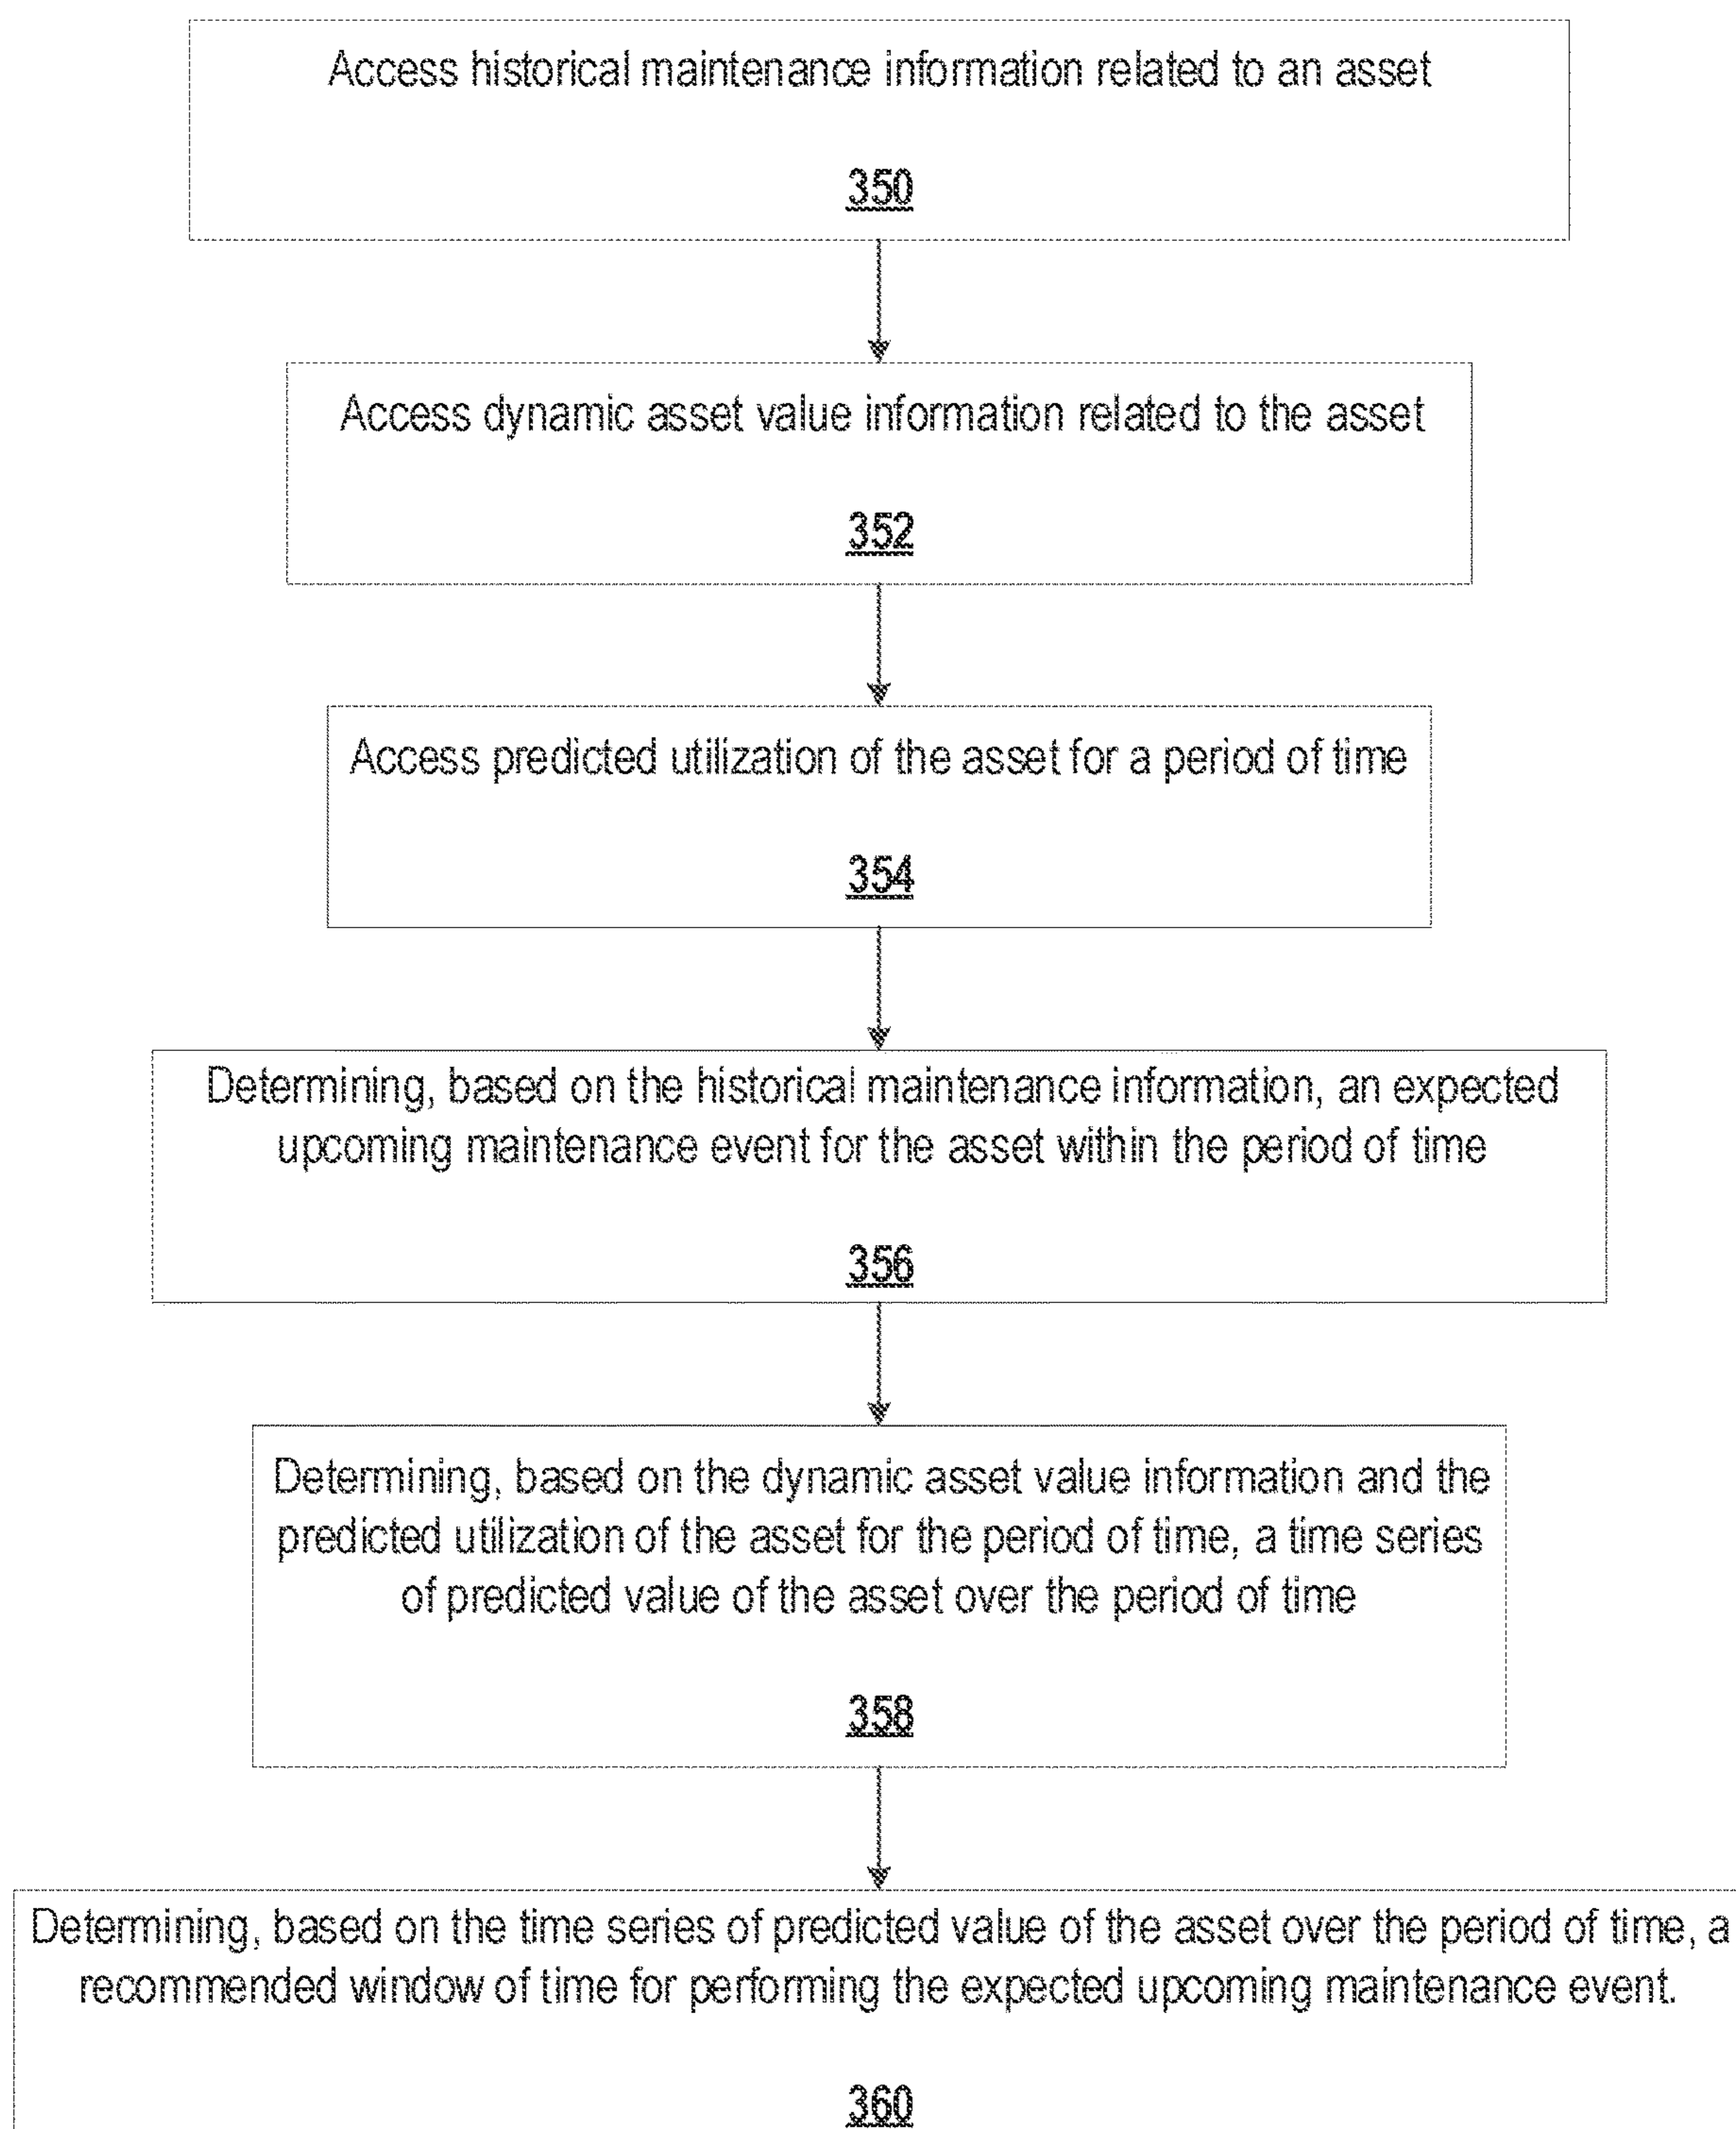 Access historical maintenance information related to an asset
350
Access dynamic asset value information related to the asset
352
Access predicted utilization of the asset for a period of time
354
Determining, based on the historical maintenance information, an expected
upcoming maintenance event for the asset within the period of time
356
Determining, based on the dynamic asset value information and the
predicted utilization of the asset for the period of time, a time series
of predicted value of the asset over the period of time
358
Determining, based on the time series of predicted value of the asset over the period of time, a
recommended window of time for performing the expected upcoming maintenance event.
360